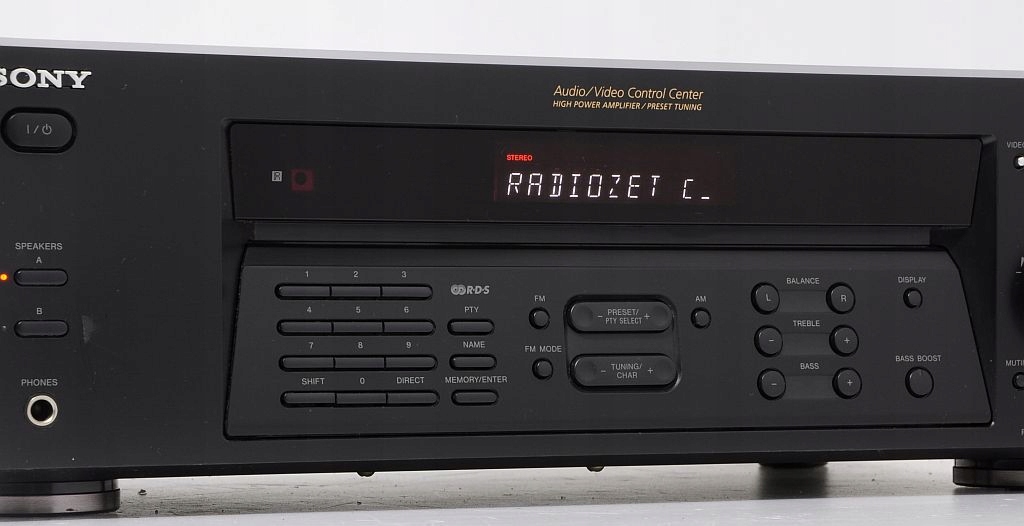 SONY
Audio/Video Control Center
HIGH POWER AMPLIFIER/PRESET TUNING
I/⏻
VIDEO
STEREO
R
RADIOZET C_
SPEAKERS
A
B
PHONES
1 2 3
4 5 6
7 8 9
SHIFT 0 DIRECT
R·D·S
PTY
NAME
MEMORY/ENTER
FM
AM
− PRESET/ +
PTY SELECT
FM MODE
− TUNING/ +
CHAR
BALANCE
L R
TREBLE
− +
BASS
− +
DISPLAY
BASS BOOST